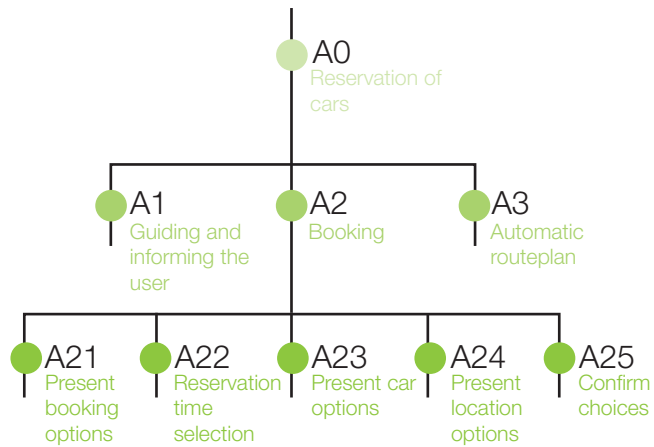 A0
Reservation of
cars
A1
Guiding and
informing the
user
A2
Booking
A3
Automatic
routeplan
A21
Present
booking
options
A22
Reservation
time
selection
A23
Present car
options
A24
Present
location
options
A25
Confirm
choices